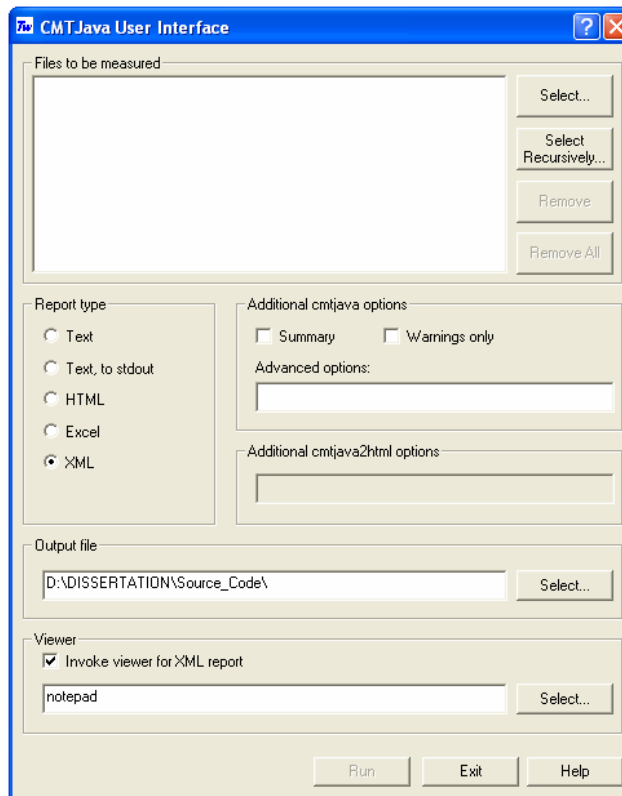 Tw CMTJava User Interface
Files to be measured
Select...
Select
Recursively...
Remove
Remove All
Report type
Text
Text, to stdout
HTML
Excel
XML
Additional cmtjava options
Summary
Warnings only
Advanced options:
Additional cmtjava2html options
Output file
D:\DISSERTATION\Source_Code\
Select...
Viewer
Invoke viewer for XML report
notepad
Select...
Run
Exit
Help